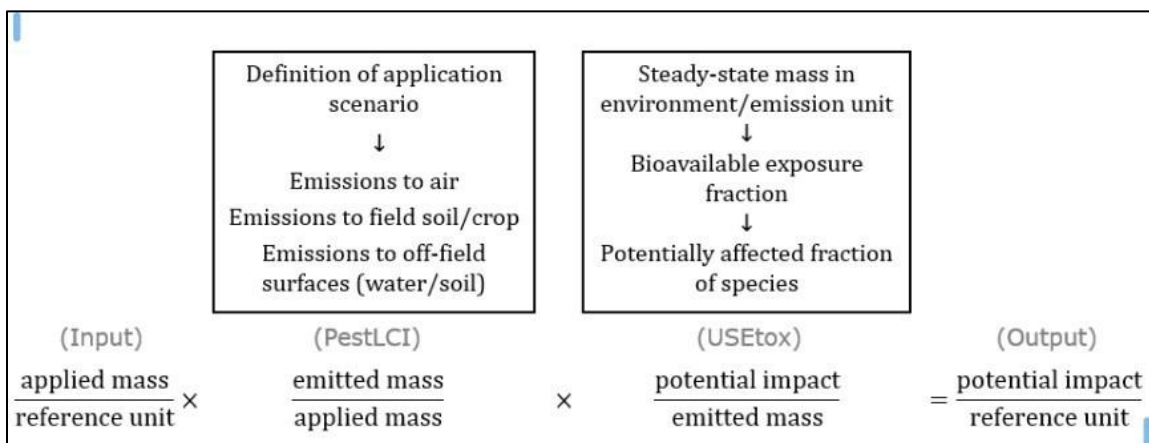 Definition of application
scenario
↓
Emissions to air
Emissions to field soil/crop
Emissions to off-field
surfaces (water/soil)
Steady-state mass in
environment/emission unit
↓
Bioavailable exposure
fraction
↓
Potentially affected fraction
of species
(Input) (PestLCI) (USEtox) (Output)
applied mass emitted mass potential impact potential impact
× × =
reference unit applied mass emitted mass reference unit